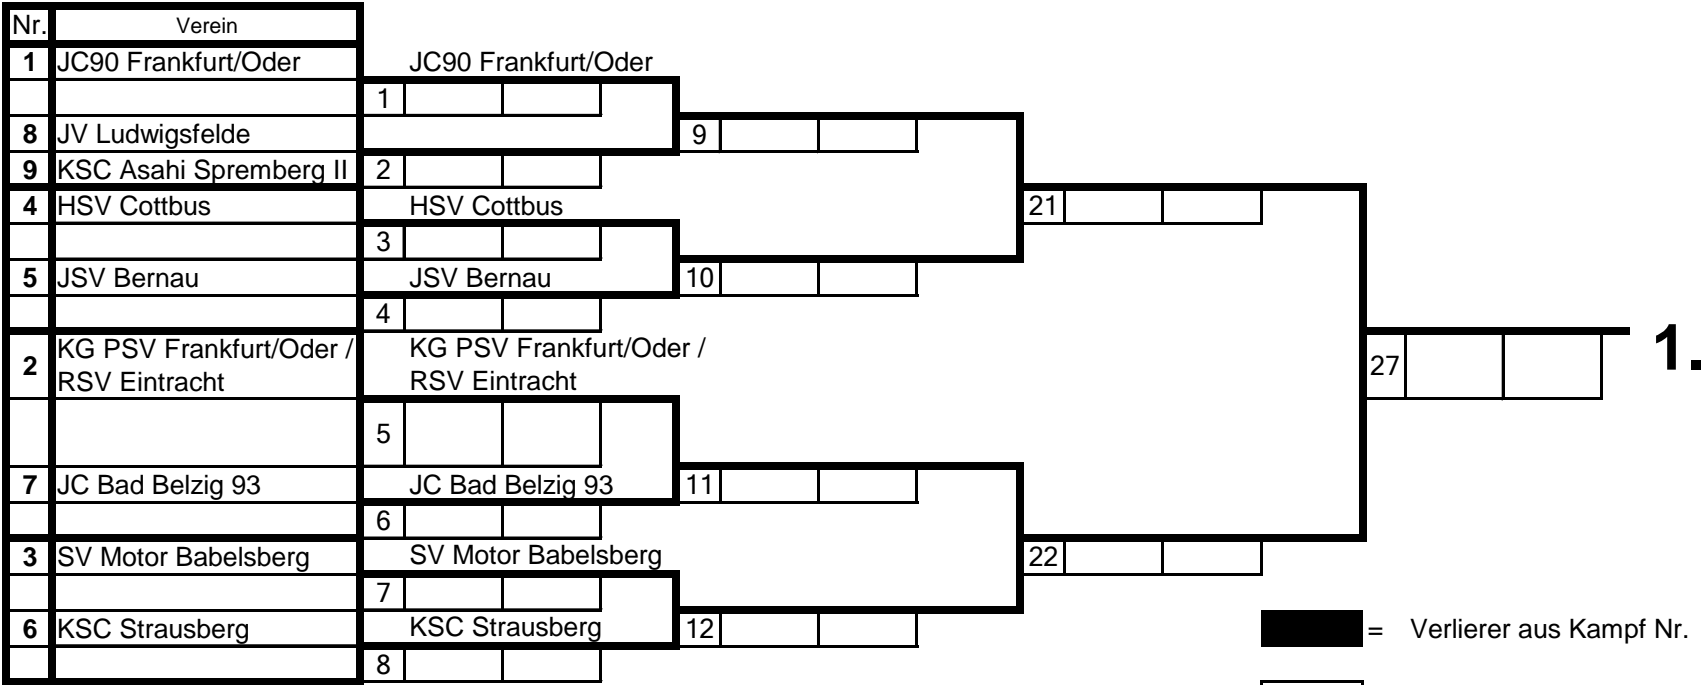 Nr. Verein
1 JC90 Frankfurt/Oder JC90 Frankfurt/Oder
1
8 JV Ludwigsfelde 9
9 KSC Asahi Spremberg II 2
4 HSV Cottbus HSV Cottbus 21
3
5 JSV Bernau JSV Bernau 10
4
2 KG PSV Frankfurt/Oder / KG PSV Frankfurt/Oder / 1.
RSV Eintracht RSV Eintracht 27
5
7 JC Bad Belzig 93 JC Bad Belzig 93 11
6
3 SV Motor Babelsberg SV Motor Babelsberg 22
7
6 KSC Strausberg KSC Strausberg 12 = Verlierer aus Kampf Nr.
8